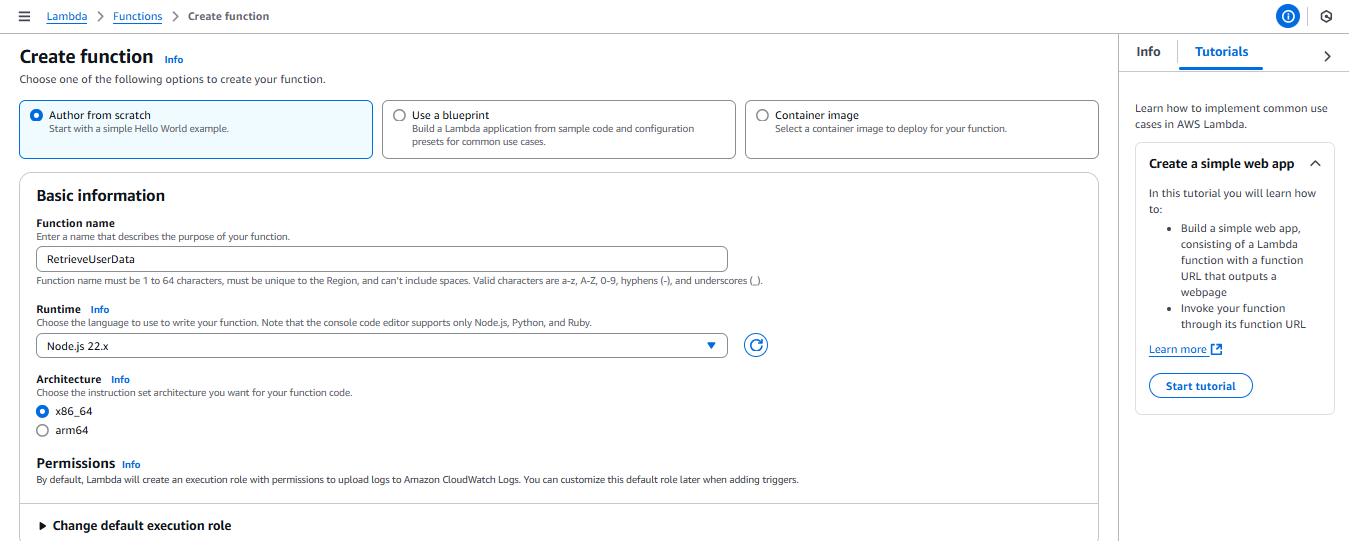 Lambda > Functions > Create function
Create function Info
Choose one of the following options to create your function.
Author from scratch
Start with a simple Hello World example.
Use a blueprint
Build a Lambda application from sample code and configuration
presets for common use cases.
Container image
Select a container image to deploy for your function.
Basic information
Function name
Enter a name that describes the purpose of your function.
RetrieveUserData
Function name must be 1 to 64 characters, must be unique to the Region, and can't include spaces. Valid characters are a-z, A-Z, 0-9, hyphens (-), and underscores (_).
Runtime Info
Choose the language to use to write your function. Note that the console code editor supports only Node.js, Python, and Ruby.
Node.js 22.x
Architecture Info
Choose the instruction set architecture you want for your function code.
x86_64
arm64
Permissions Info
By default, Lambda will create an execution role with permissions to upload logs to Amazon CloudWatch Logs. You can customize this default role later when adding triggers.
Change default execution role
Info Tutorials
Learn how to implement common use
cases in AWS Lambda.
Create a simple web app
In this tutorial you will learn how
to:
• Build a simple web app,
consisting of a Lambda
function with a function
URL that outputs a
webpage
• Invoke your function
through its function URL
Learn more
Start tutorial